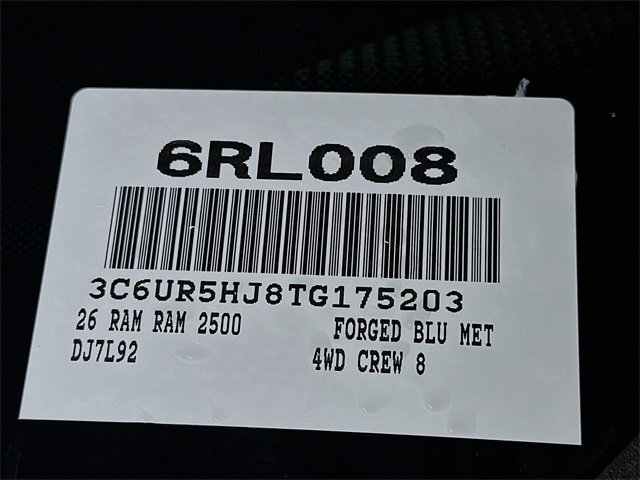 6RL008
3C6UR5HJ8TG175203
26 RAM RAM 2500 FORGED BLU MET
DJ7L92 4WD CREW 8